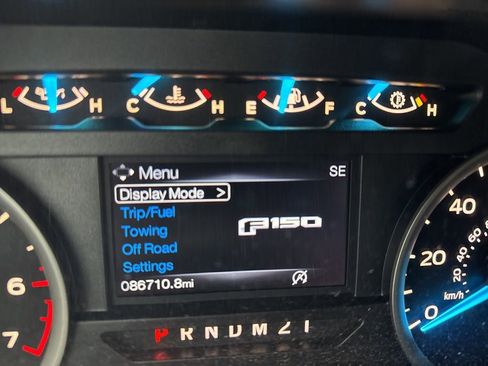 L H C H E F C H
Menu SE
Display Mode >
Trip/Fuel
F150
Towing
Off Road
Settings
086710.8mi
P R N D M 2 1
6
7
40
20
0
0
km/h